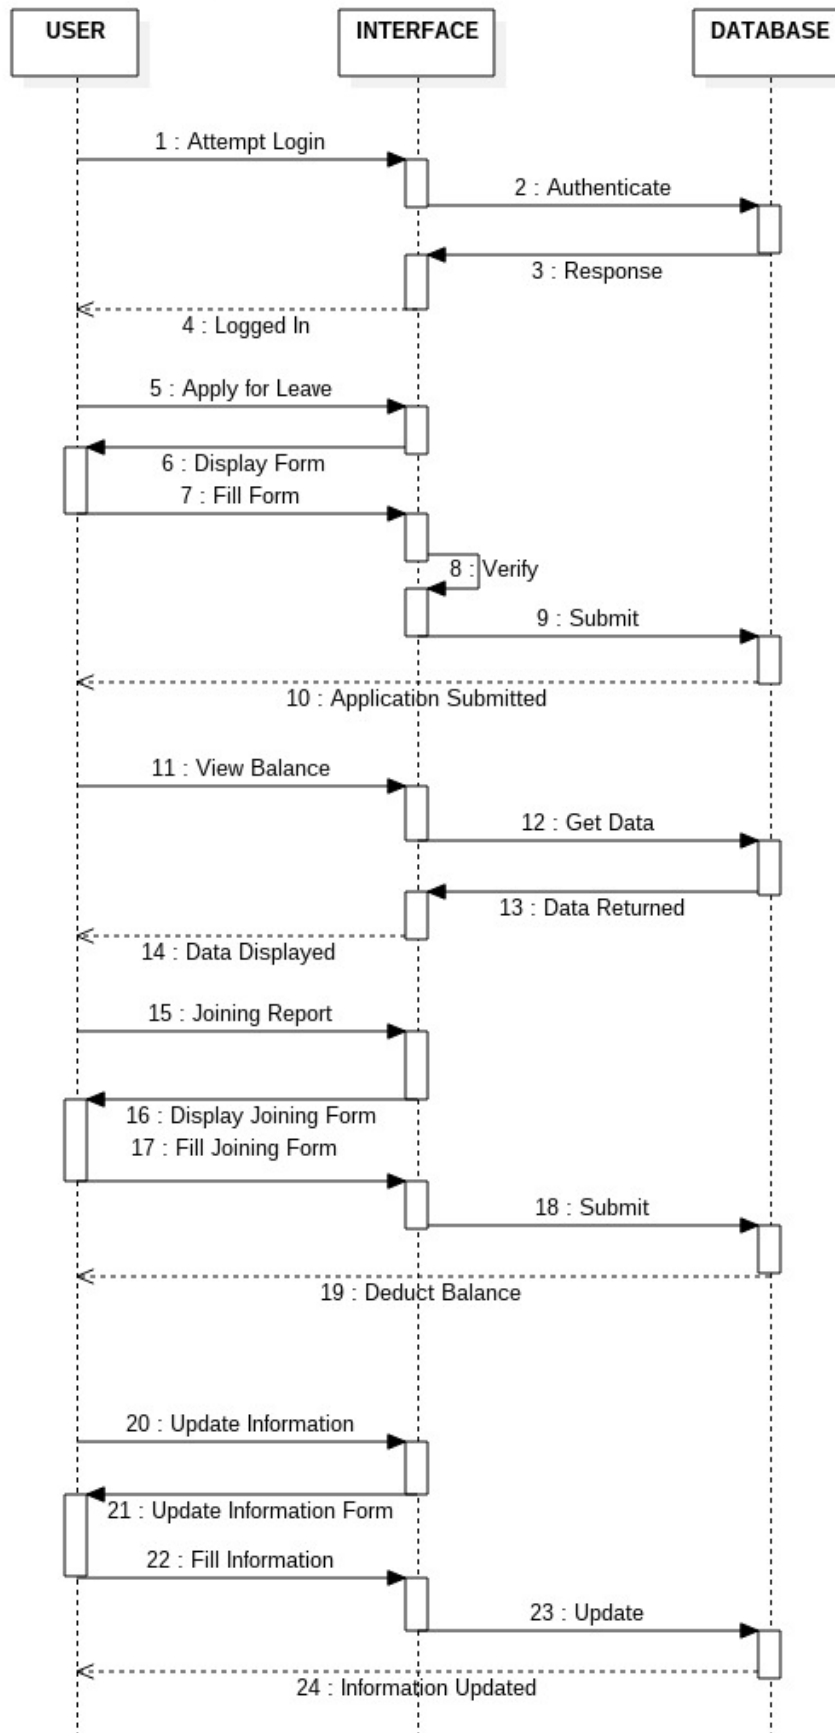 USER
INTERFACE
DATABASE
1 : Attempt Login
2 : Authenticate
3 : Response
4 : Logged In
5 : Apply for Leave
6 : Display Form
7 : Fill Form
8 : Verify
9 : Submit
10 : Application Submitted
11 : View Balance
12 : Get Data
13 : Data Returned
14 : Data Displayed
15 : Joining Report
16 : Display Joining Form
17 : Fill Joining Form
18 : Submit
19 : Deduct Balance
20 : Update Information
21 : Update Information Form
22 : Fill Information
23 : Update
24 : Information Updated